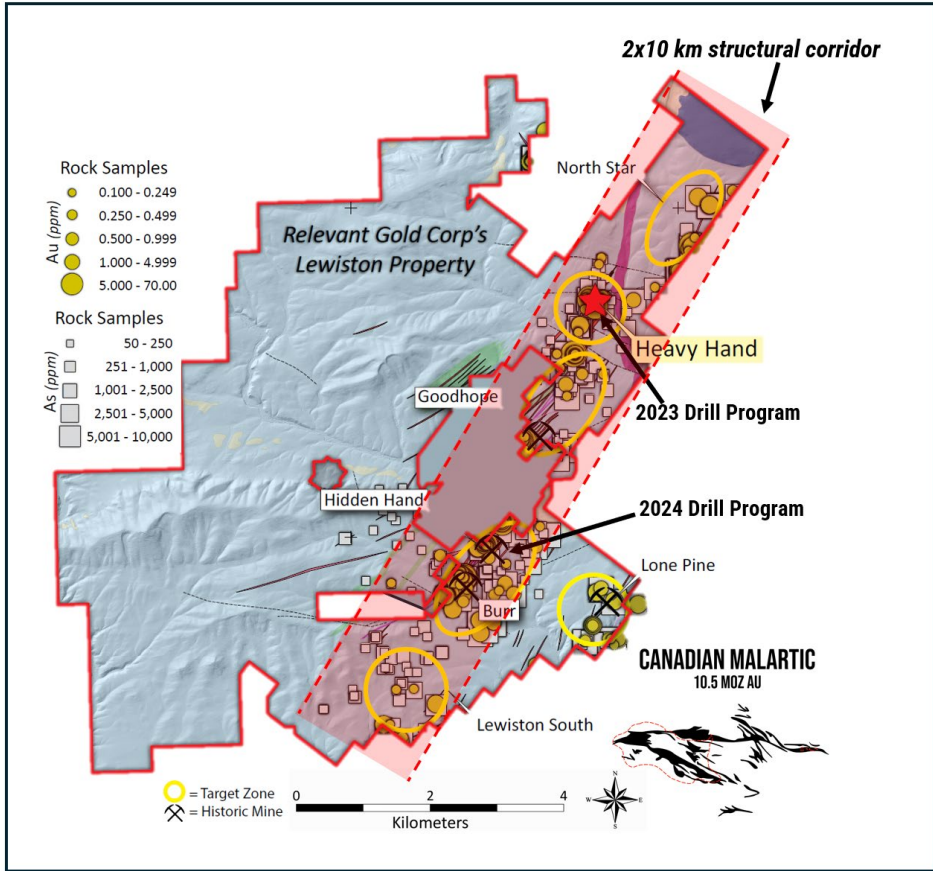 2x10 km structural corridor
North Star
Rock Samples
Au (ppm)
0.100 - 0.249
0.250 - 0.499
0.500 - 0.999
1.000 - 4.999
5.000 - 70.00
Relevant Gold Corp's
Lewiston Property
Rock Samples
As (ppm)
50 - 250
251 - 1,000
1,001 - 2,500
2,501 - 5,000
5,001 - 10,000
Heavy Hand
Goodhope
2023 Drill Program
Hidden Hand
2024 Drill Program
Lone Pine
Burr
CANADIAN MALARTIC
10.5 MOZ AU
Lewiston South
= Target Zone
= Historic Mine
0 2 4
Kilometers
N
W E
S